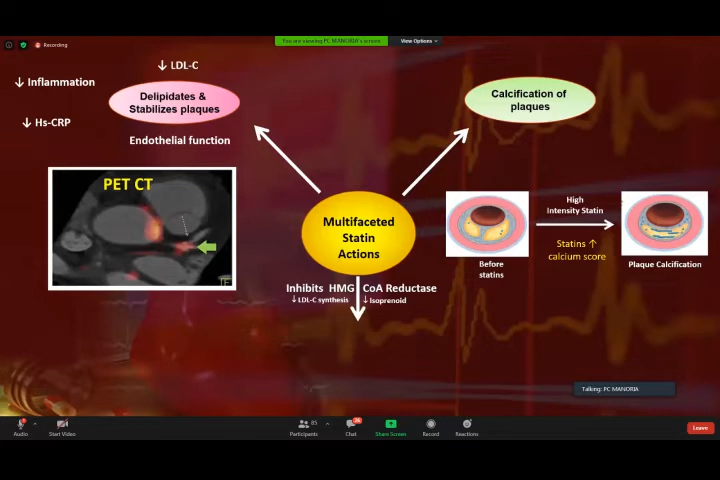 Recording
You are viewing PC MANORIA's screen
View Options
↓ LDL-C
↓ Inflammation
Delipidates &
Stabilizes plaques
↓ Hs-CRP
Endothelial function
Calcification of
plaques
PET CT
Multifaceted
Statin
Actions
High
Intensity Statin
Statins ↑
calcium score
Before
statins
Plaque Calcification
Inhibits HMG CoA Reductase
↓ LDL-C synthesis
↓ Isoprenoid
Talking: PC MANORIA
Audio
Start Video
Participants
85
Chat
Share Screen
Record
Reactions
Leave